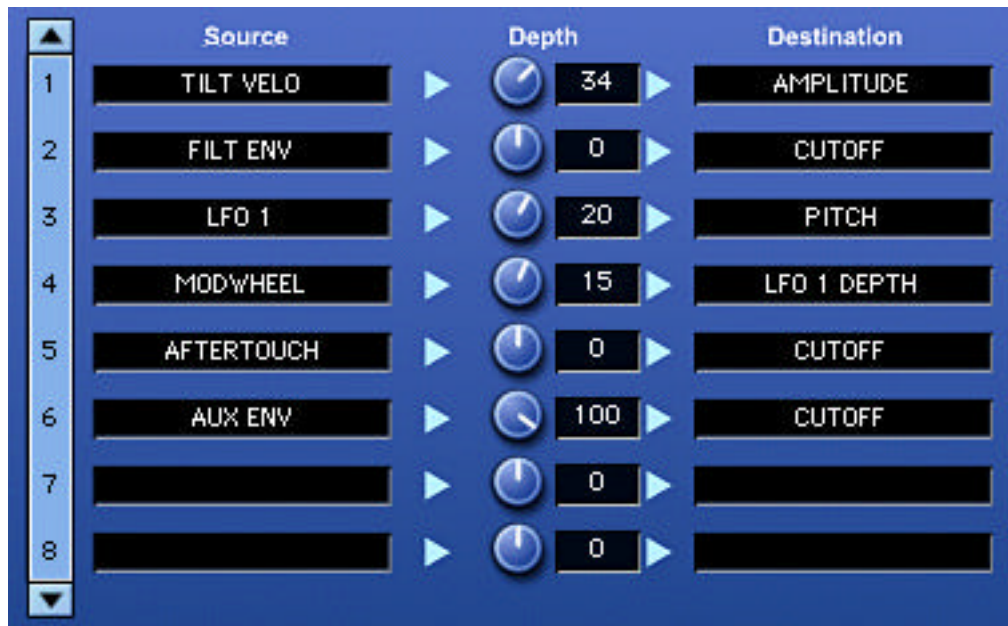 Source Depth Destination
1 TILT VELO 34 AMPLITUDE
2 FILT ENV 0 CUTOFF
3 LFO 1 20 PITCH
4 MODWHEEL 15 LFO 1 DEPTH
5 AFTERTOUCH 0 CUTOFF
6 AUX ENV 100 CUTOFF
7 0
8 0